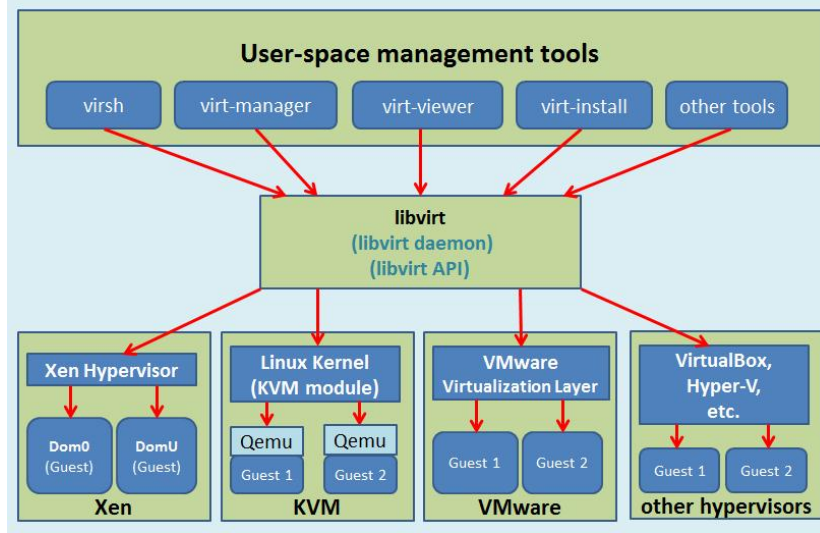 User-space management tools
virsh
virt-manager
virt-viewer
virt-install
other tools
libvirt
(libvirt daemon)
(libvirt API)
Xen Hypervisor
Dom0
(Guest)
DomU
(Guest)
Xen
Linux Kernel
(KVM module)
Qemu
Guest 1
Qemu
Guest 2
KVM
VMware
Virtualization Layer
Guest 1
Guest 2
VMware
VirtualBox,
Hyper-V,
etc.
Guest 1
Guest 2
other hypervisors